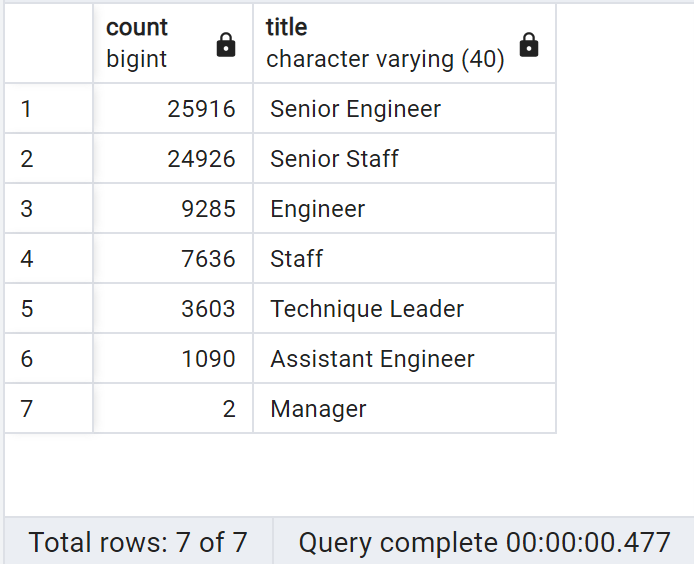 count title
bigint character varying (40)
1 25916 Senior Engineer
2 24926 Senior Staff
3 9285 Engineer
4 7636 Staff
5 3603 Technique Leader
6 1090 Assistant Engineer
7 2 Manager
Total rows: 7 of 7 Query complete 00:00:00.477